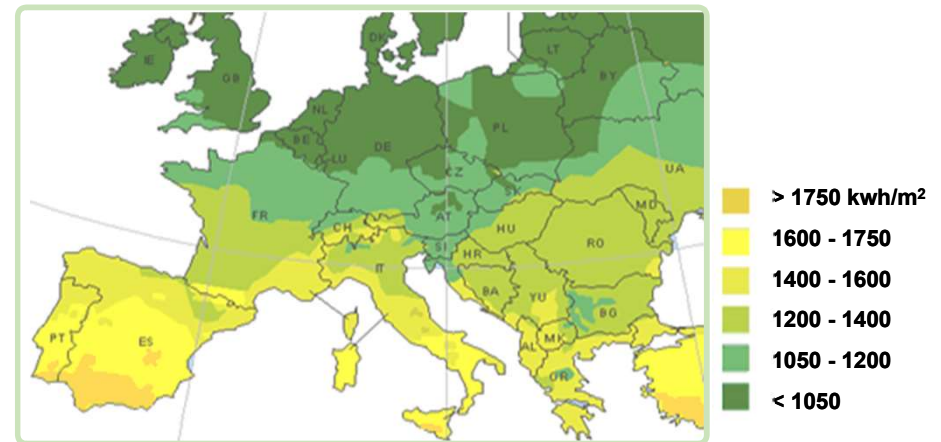 LV
DK
LT
IE
GB
BY
NL
PL
BE
DE
LU
CZ
UA
SK
FR
AT
MD
CH
HU
SI
RO
HR
IT
BA
YU
BG
PT
ES
MK
AL
GR
> 1750 kwh/m²
1600 - 1750
1400 - 1600
1200 - 1400
1050 - 1200
< 1050